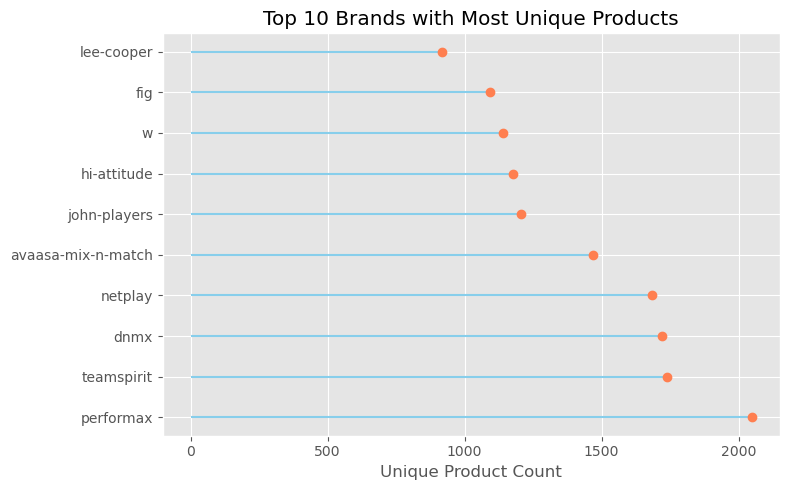 Top 10 Brands with Most Unique Products
lee-cooper
fig
w
hi-attitude
john-players
avaasa-mix-n-match
netplay
dnmx
teamspirit
performax
0 500 1000 1500 2000
Unique Product Count